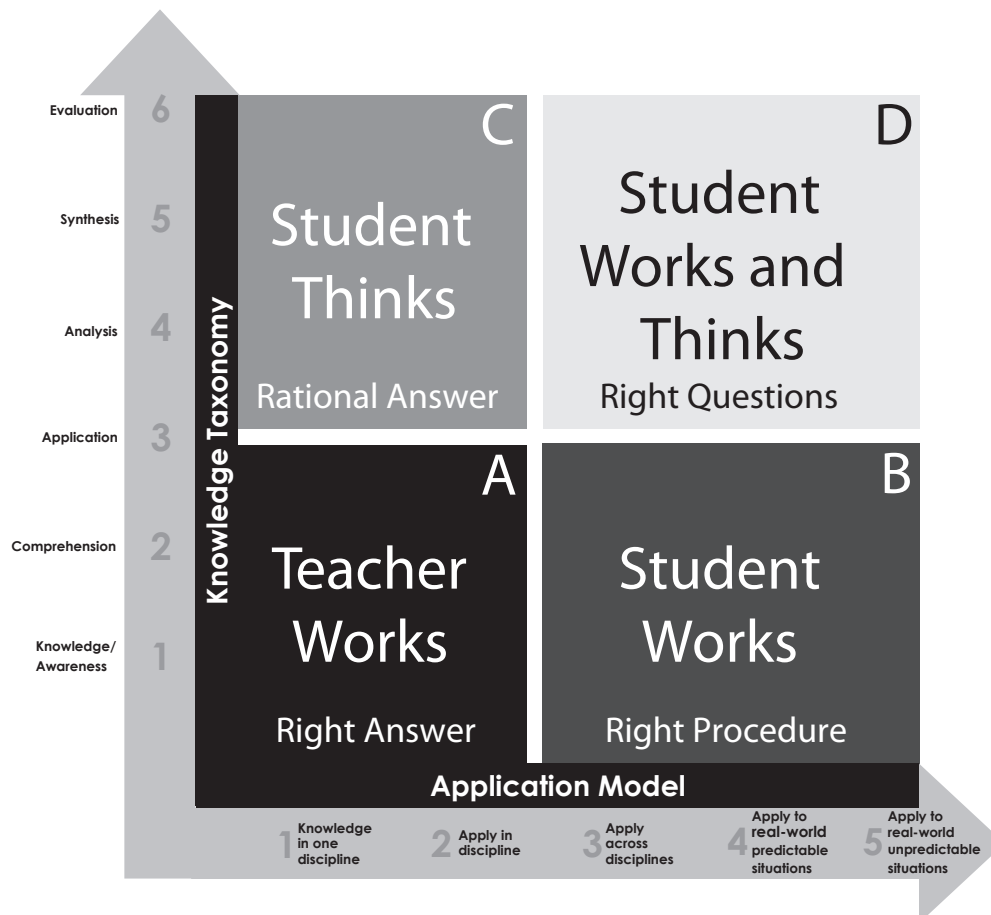 Evaluation 6
Synthesis 5
Analysis 4
Application 3
Comprehension 2
Knowledge/
Awareness
1
Knowledge Taxonomy
C
Student
Thinks
Rational Answer
D
Student
Works and
Thinks
Right Questions
A
Teacher
Works
Right Answer
B
Student
Works
Right Procedure
Application Model
1
Knowledge
in one
discipline
2
Apply in
discipline
3
Apply
across
disciplines
4
Apply to
real-world
predictable
situations
5
Apply to
real-world
unpredictable
situations